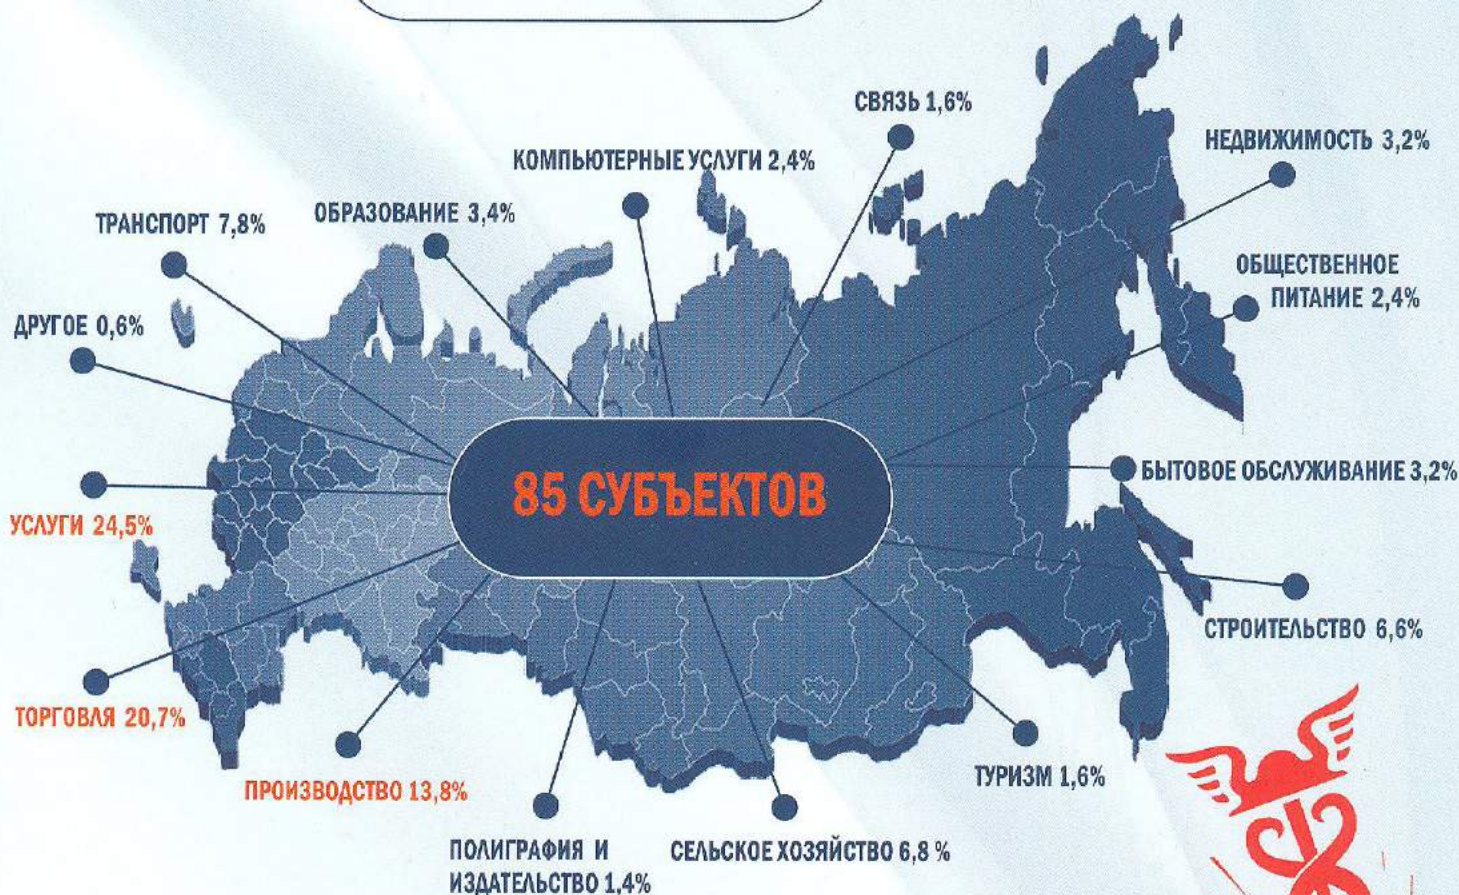 СВЯЗЬ 1,6%
НЕДВИЖИМОСТЬ 3,2%
КОМПЬЮТЕРНЫЕ УСЛУГИ 2,4%
ОБРАЗОВАНИЕ 3,4%
ТРАНСПОРТ 7,8%
ОБЩЕСТВЕННОЕ
ПИТАНИЕ 2,4%
ДРУГОЕ 0,6%
85 СУБЪЕКТОВ
БЫТОВОЕ ОБСЛУЖИВАНИЕ 3,2%
УСЛУГИ 24,5%
СТРОИТЕЛЬСТВО 6,6%
ТОРГОВЛЯ 20,7%
ТУРИЗМ 1,6%
ПРОИЗВОДСТВО 13,8%
ПОЛИГРАФИЯ И
ИЗДАТЕЛЬСТВО 1,4%
СЕЛЬСКОЕ ХОЗЯЙСТВО 6,8 %